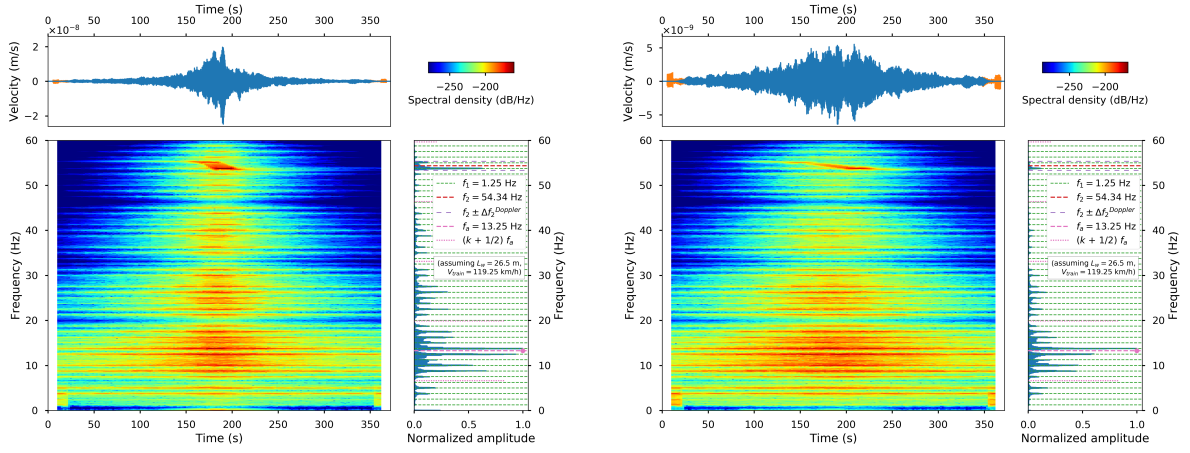 Time (s)
0 50 100 150 200 250 300 350
×10⁻⁸
Velocity (m/s)
2
0
−2
−250 −200
Spectral density (dB/Hz)
Frequency (Hz)
60
50
40
30
20
10
0
0 50 100 150 200 250 300 350
Time (s)
60
50
40
30
20
10
0
Frequency (Hz)
f₁ = 1.25 Hz
f₂ = 54.34 Hz
f₂ ± Δf₂ᴰᵒᵖᵖˡᵉʳ
fₐ = 13.25 Hz
(k + 1/2) fₐ
(assuming L_w = 26.5 m,
V_train = 119.25 km/h)
0.0 0.5 1.0
Normalized amplitude
Time (s)
0 50 100 150 200 250 300 350
×10⁻⁹
Velocity (m/s)
5
0
−5
−250 −200
Spectral density (dB/Hz)
Frequency (Hz)
60
50
40
30
20
10
0
0 50 100 150 200 250 300 350
Time (s)
60
50
40
30
20
10
0
Frequency (Hz)
f₁ = 1.25 Hz
f₂ = 54.34 Hz
f₂ ± Δf₂ᴰᵒᵖᵖˡᵉʳ
fₐ = 13.25 Hz
(k + 1/2) fₐ
(assuming L_w = 26.5 m,
V_train = 119.25 km/h)
0.0 0.5 1.0
Normalized amplitude